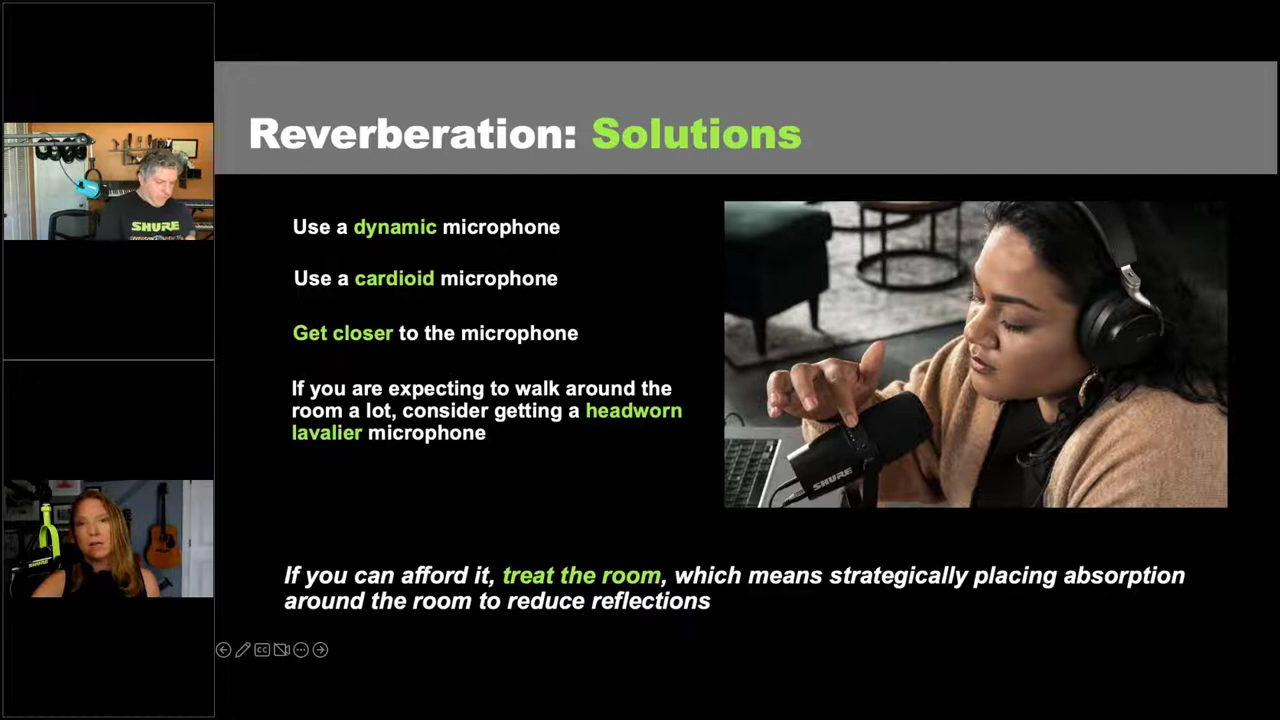 Reverberation: Solutions
Use a dynamic microphone
Use a cardioid microphone
Get closer to the microphone
If you are expecting to walk around the
room a lot, consider getting a headworn
lavalier microphone
SHURE
SHURE
If you can afford it, treat the room, which means strategically placing absorption
around the room to reduce reflections
CC